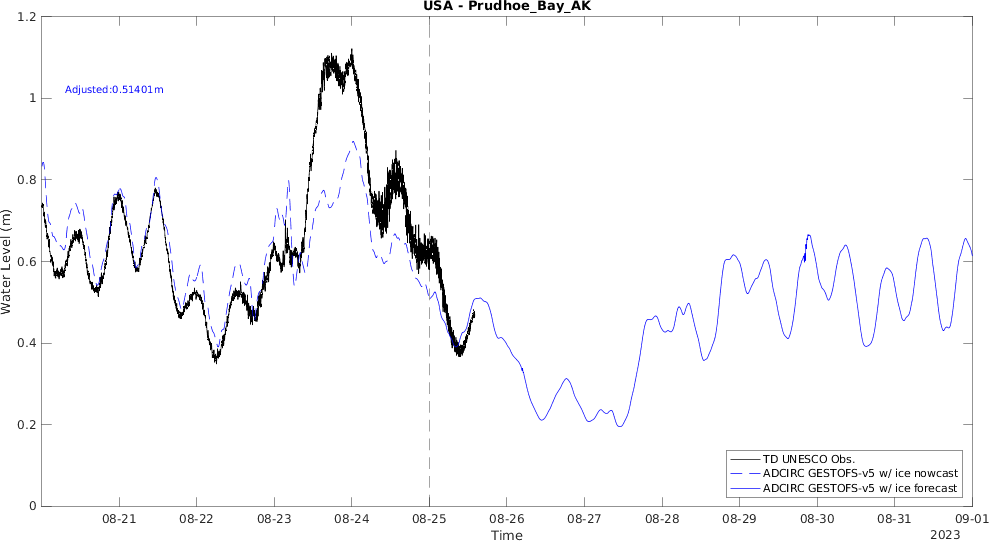 USA - Prudhoe_Bay_AK
1.2
1
0.8
0.6
0.4
0.2
0
Water Level (m)
Adjusted:0.51401m
TD UNESCO Obs.
ADCIRC GESTOFS-v5 w/ ice nowcast
ADCIRC GESTOFS-v5 w/ ice forecast
08-21 08-22 08-23 08-24 08-25 08-26 08-27 08-28 08-29 08-30 08-31 09-01
Time
2023